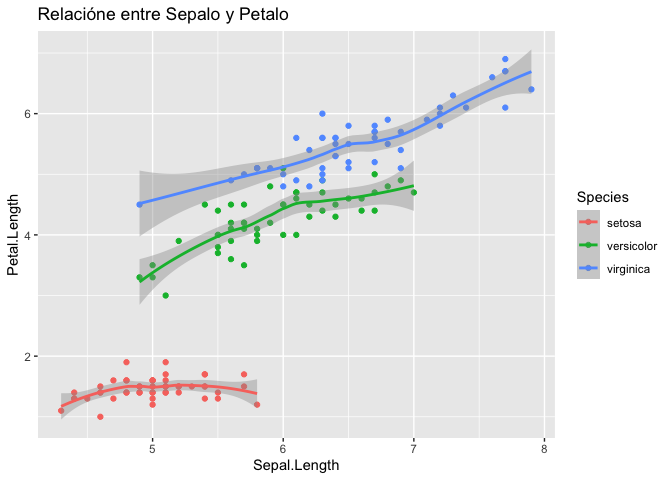 Relacióne entre Sepalo y Petalo
6
4
2
Petal.Length
5
6
7
8
Sepal.Length
Species
setosa
versicolor
virginica